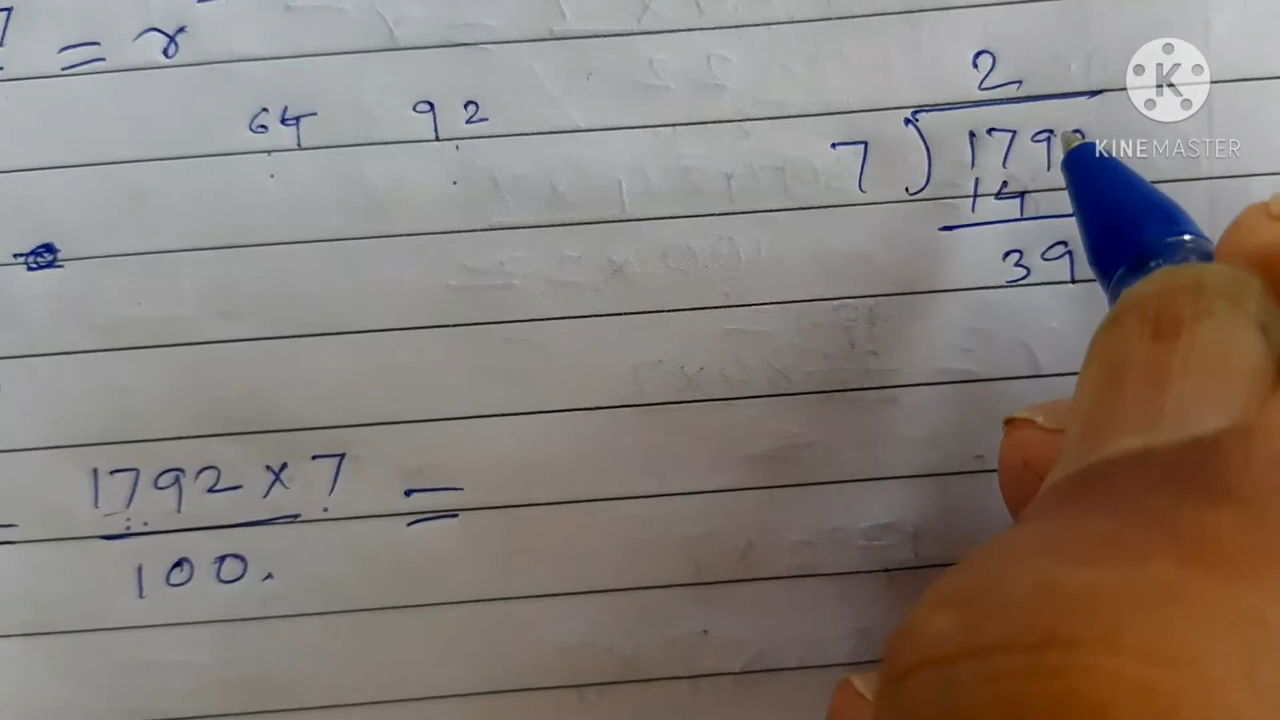 = r
64 92
2
7 ) 179
14
39
1792 × 7 =
100.
K
KINEMASTER